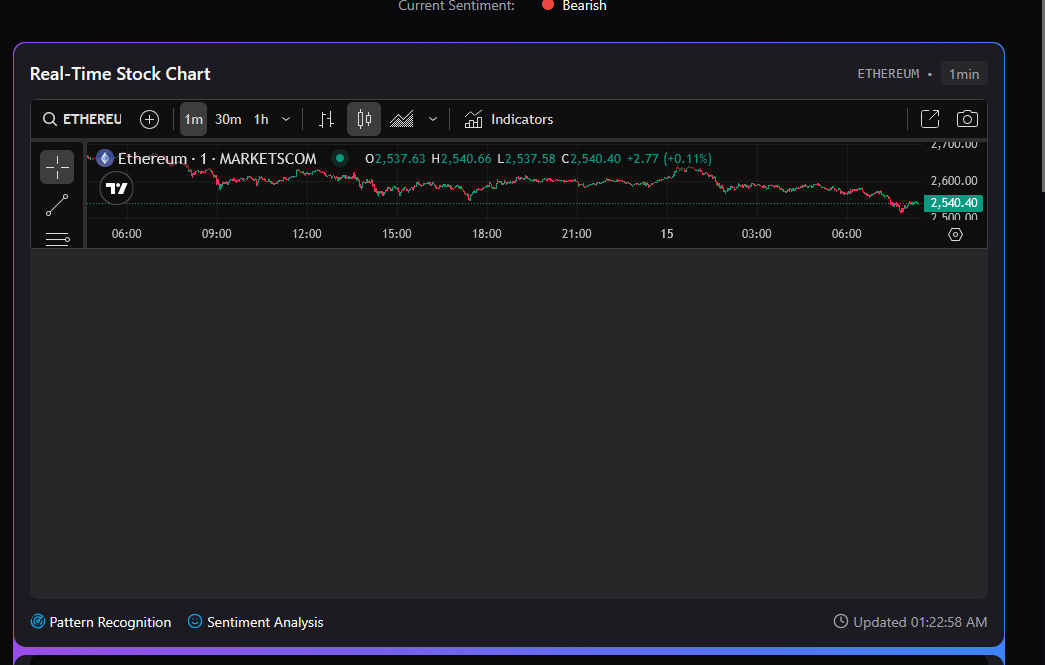 Current Sentiment: Bearish
Real-Time Stock Chart
ETHEREUM • 1min
ETHEREU 1m 30m 1h Indicators
Ethereum · 1 · MARKETSCOM O2,537.63 H2,540.66 L2,537.58 C2,540.40 +2.77 (+0.11%)
2,700.00
2,600.00
2,540.40
2,500.00
06:00 09:00 12:00 15:00 18:00 21:00 15 03:00 06:00
Pattern Recognition Sentiment Analysis Updated 01:22:58 AM